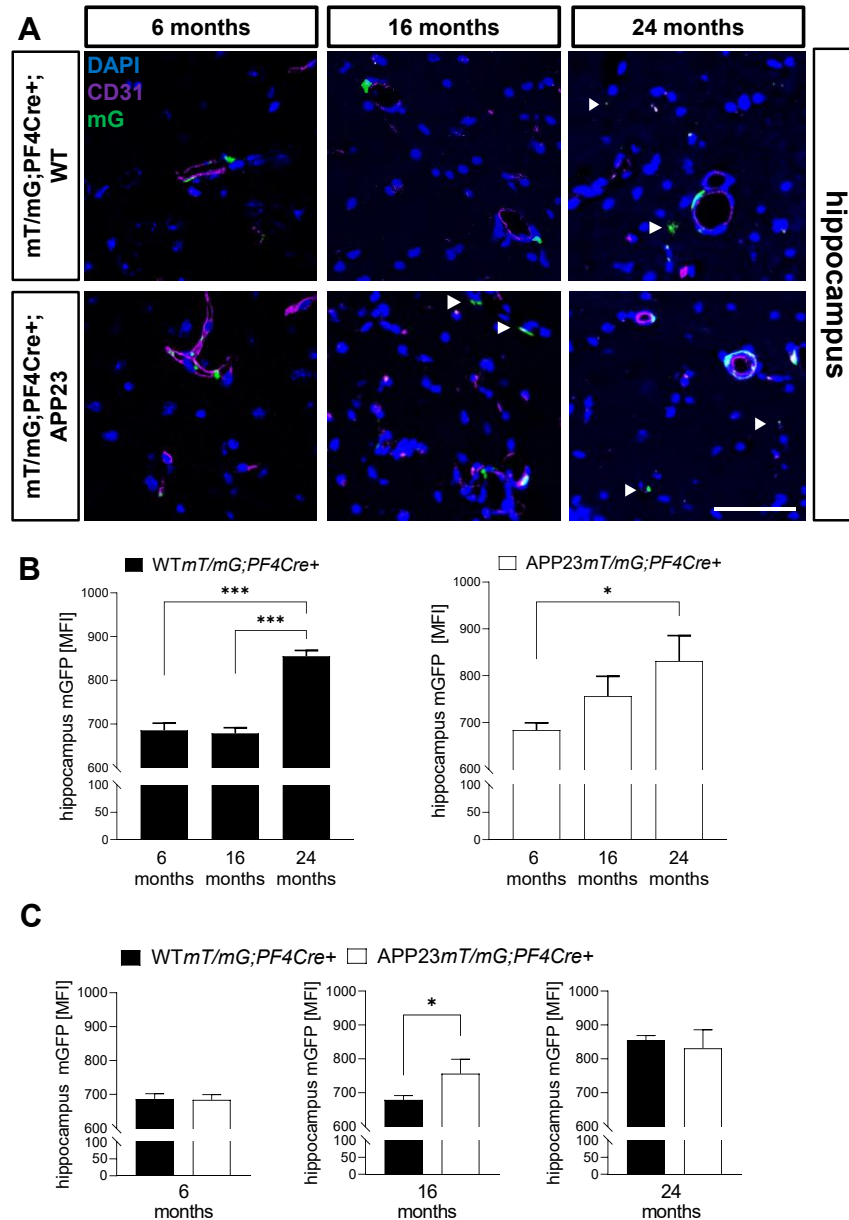 A
6 months
16 months
24 months
mT/mG;PF4Cre+;
WT
DAPI
CD31
mG
hippocampus
mT/mG;PF4Cre+;
APP23
B
WTmT/mG;PF4Cre+
hippocampus mGFP [MFI]
1000
900
800
700
600
100
50
0
***
***
6
months
16
months
24
months
APP23mT/mG;PF4Cre+
hippocampus mGFP [MFI]
1000
900
800
700
600
100
50
0
*
6
months
16
months
24
months
C
WTmT/mG;PF4Cre+ APP23mT/mG;PF4Cre+
hippocampus mGFP [MFI]
1000
900
800
700
600
100
50
0
6
months
hippocampus mGFP [MFI]
1000
900
800
700
600
100
50
0
*
16
months
hippocampus mGFP [MFI]
1000
900
800
700
600
100
50
0
24
months